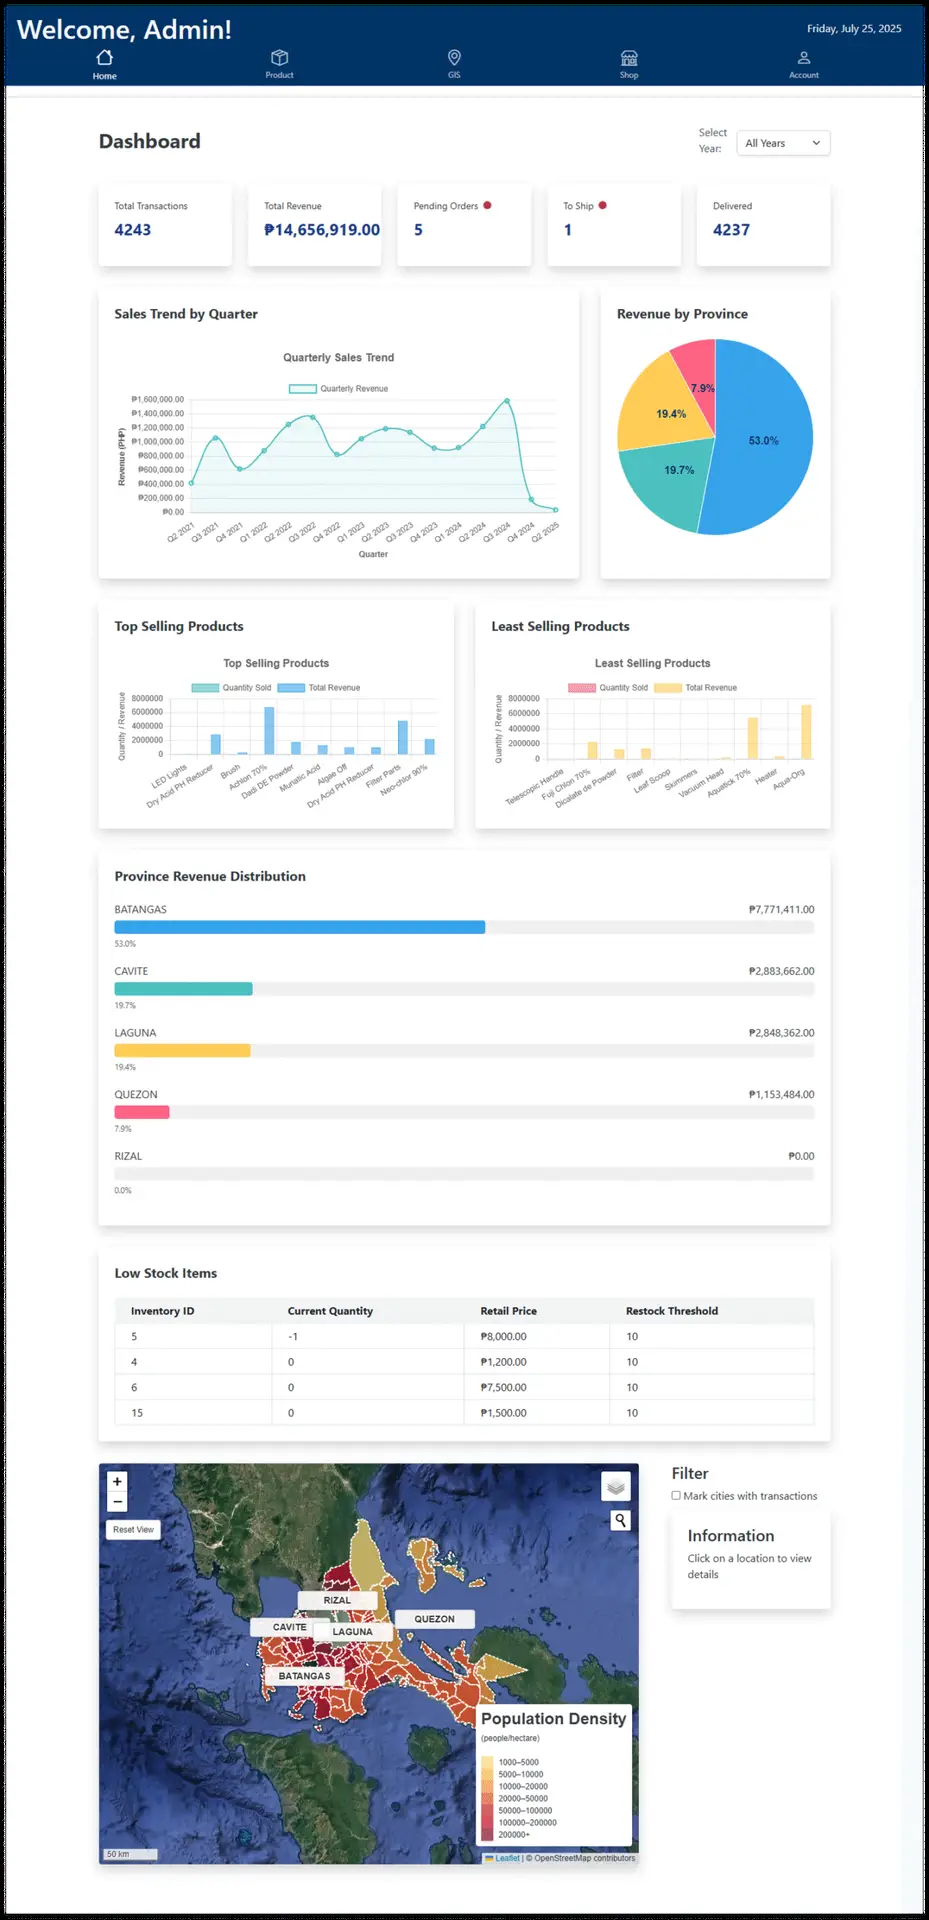 Welcome, Admin!
Friday, July 25, 2025
Home
Product
GIS
Shop
Account
Dashboard
Select
Year:
All Years
Total Transactions
4243
Total Revenue
₱14,656,919.00
Pending Orders
5
To Ship
1
Delivered
4237
Sales Trend by Quarter
Quarterly Sales Trend
Quarterly Revenue
Revenue (PHP)
₱1,600,000.00
₱1,400,000.00
₱1,200,000.00
₱1,000,000.00
₱800,000.00
₱600,000.00
₱400,000.00
₱200,000.00
₱0.00
Q2 2021
Q3 2021
Q4 2021
Q1 2022
Q2 2022
Q3 2022
Q4 2022
Q1 2023
Q2 2023
Q3 2023
Q4 2023
Q1 2024
Q2 2024
Q3 2024
Q4 2024
Q2 2025
Quarter
Revenue by Province
7.9%
19.4%
53.0%
19.7%
Top Selling Products
Top Selling Products
Quantity Sold
Total Revenue
Quantity / Revenue
8000000
6000000
4000000
2000000
0
LED Lights
Dry Acid PH Reducer
Brush
Achlon 70%
Dadi DE Powder
Muriatic Acid
Algae Off
Dry Acid PH Reducer
Filter Parts
Neo-chlor 90%
Least Selling Products
Least Selling Products
Quantity Sold
Total Revenue
Quantity / Revenue
8000000
6000000
4000000
2000000
0
Telescopic Handle
Fuji Chlon 70%
Dicalate de Powder
Filter
Leaf Scoop
Skimmers
Vacuum Head
Aquatick 70%
Heater
Aqua-Org
Province Revenue Distribution
BATANGAS
₱7,771,411.00
53.0%
CAVITE
₱2,883,662.00
19.7%
LAGUNA
₱2,848,362.00
19.4%
QUEZON
₱1,153,484.00
7.9%
RIZAL
₱0.00
0.0%
Low Stock Items
Inventory ID Current Quantity Retail Price Restock Threshold
5 -1 ₱8,000.00 10
4 0 ₱1,200.00 10
6 0 ₱7,500.00 10
15 0 ₱1,500.00 10
+
−
Reset View
RIZAL
QUEZON
CAVITE
LAGUNA
BATANGAS
Population Density
(people/hectare)
1000–5000
5000–10000
10000–20000
20000–50000
50000–100000
100000–200000
200000+
50 km
Leaflet | © OpenStreetMap contributors
Filter
Mark cities with transactions
Information
Click on a location to view
details